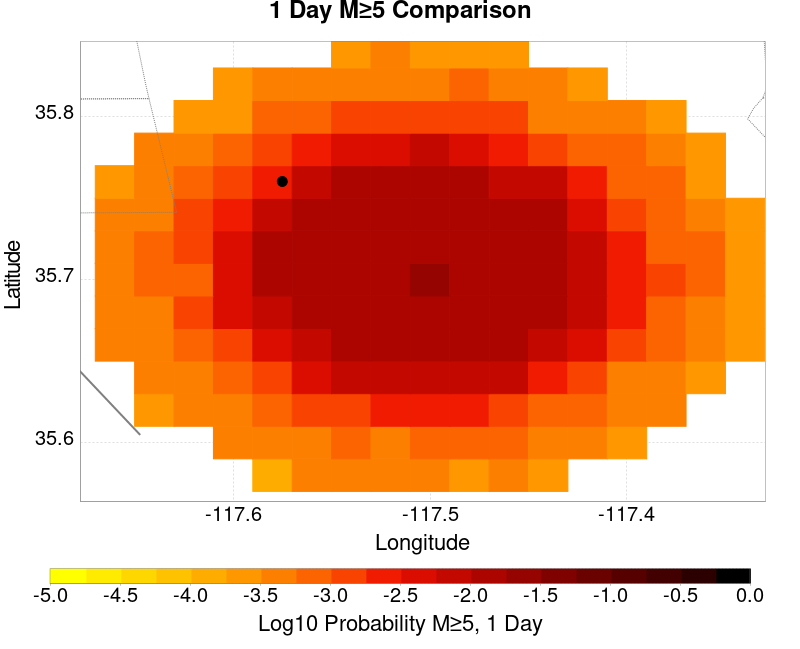 1 Day M≥5 Comparison
35.8
35.7
35.6
Latitude
-117.6 -117.5 -117.4
Longitude
-5.0 -4.5 -4.0 -3.5 -3.0 -2.5 -2.0 -1.5 -1.0 -0.5 0.0
Log10 Probability M≥5, 1 Day